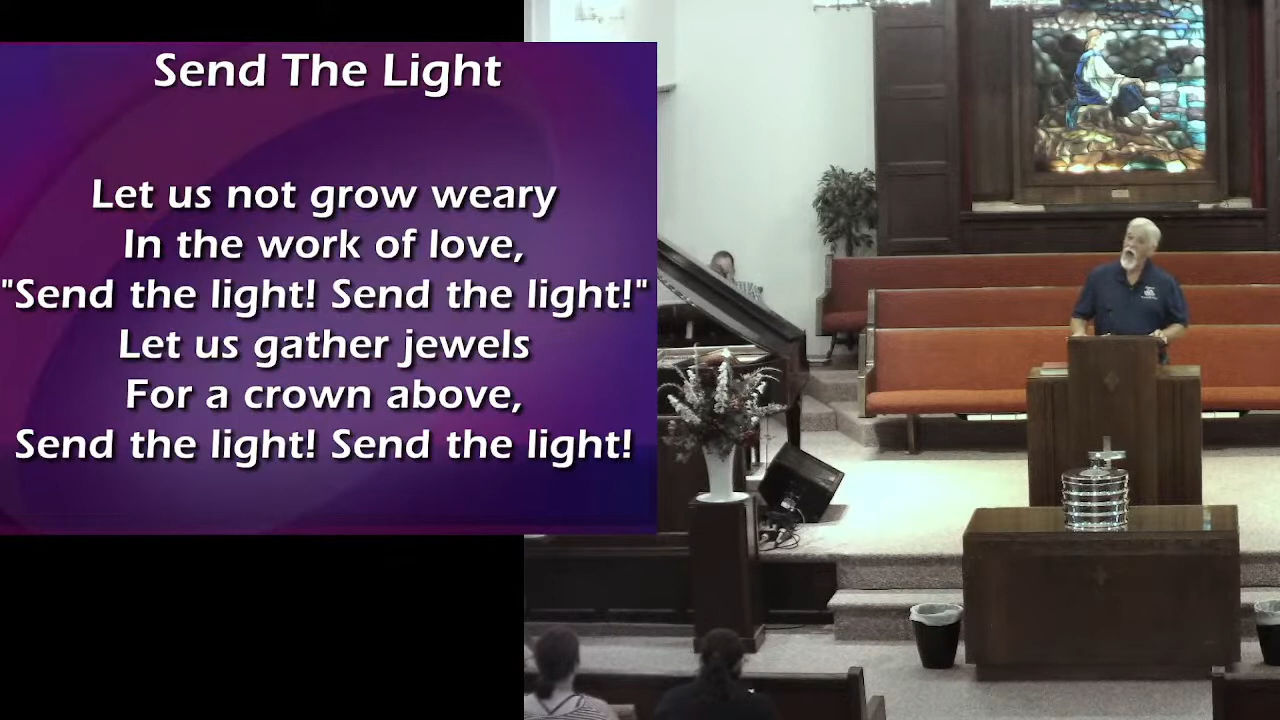 Send The Light
Let us not grow weary
In the work of love,
"Send the light! Send the light!"
Let us gather jewels
For a crown above,
Send the light! Send the light!